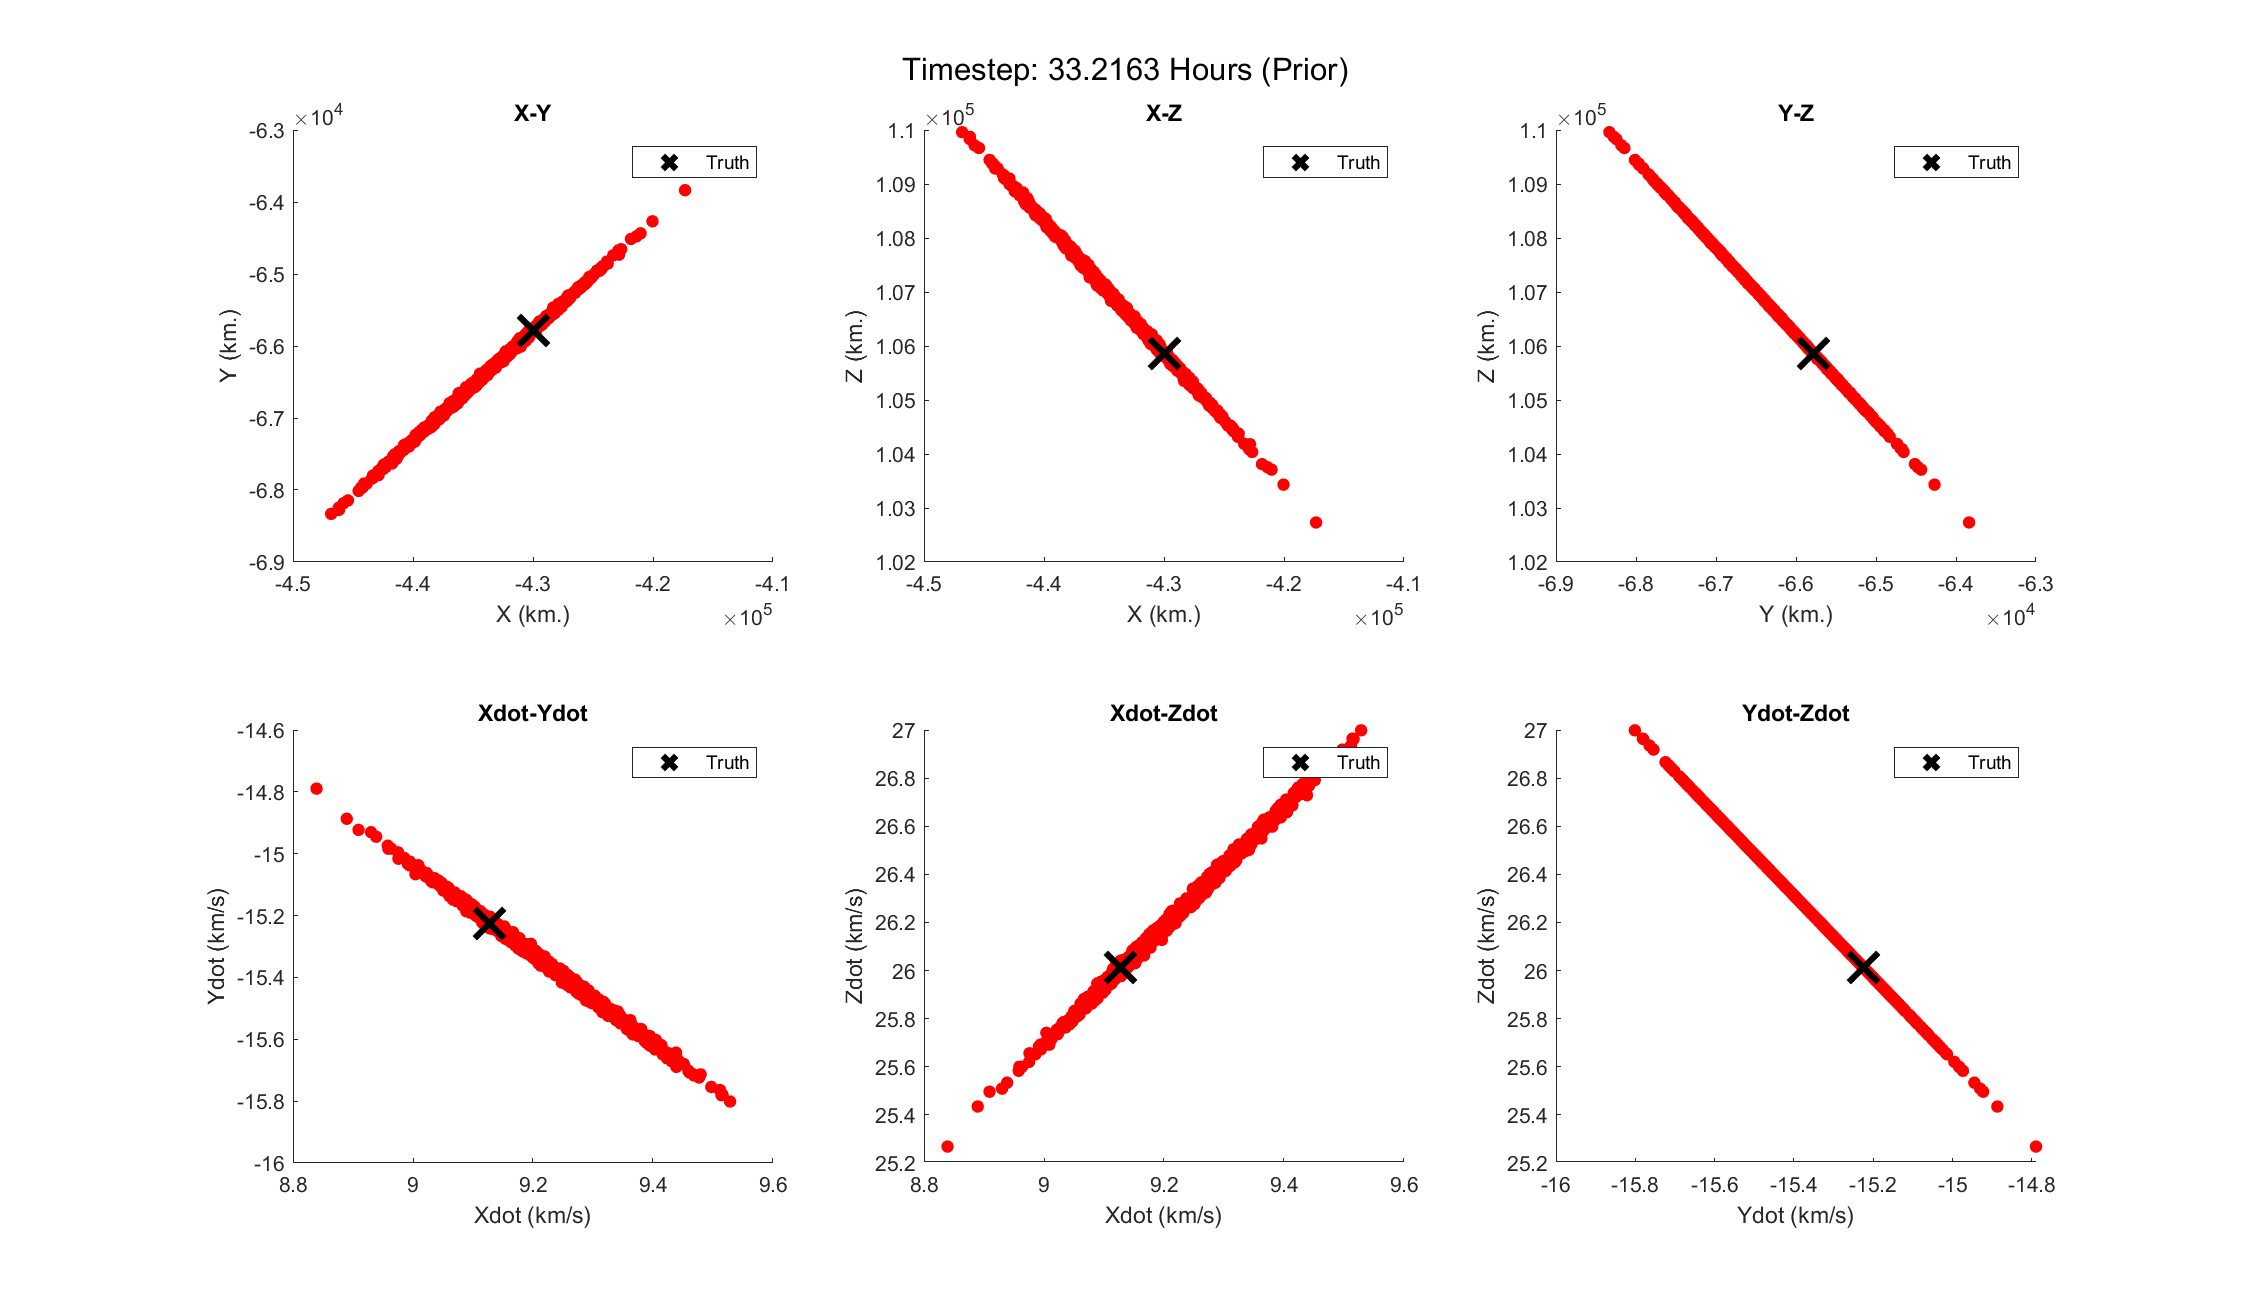 Timestep: 33.2163 Hours (Prior)
X-Y
×10^4
-6.3
-6.4
-6.5
-6.6
-6.7
-6.8
-6.9
Y (km.)
-4.5 -4.4 -4.3 -4.2 -4.1
X (km.)
×10^5
Truth
X-Z
×10^5
1.1
1.09
1.08
1.07
1.06
1.05
1.04
1.03
1.02
Z (km.)
-4.5 -4.4 -4.3 -4.2 -4.1
X (km.)
×10^5
Truth
Y-Z
×10^5
1.1
1.09
1.08
1.07
1.06
1.05
1.04
1.03
1.02
Z (km.)
-6.9 -6.8 -6.7 -6.6 -6.5 -6.4 -6.3
Y (km.)
×10^4
Truth
Xdot-Ydot
-14.6
-14.8
-15
-15.2
-15.4
-15.6
-15.8
-16
Ydot (km/s)
8.8 9 9.2 9.4 9.6
Xdot (km/s)
Truth
Xdot-Zdot
27
26.8
26.6
26.4
26.2
26
25.8
25.6
25.4
25.2
Zdot (km/s)
8.8 9 9.2 9.4 9.6
Xdot (km/s)
Truth
Ydot-Zdot
27
26.8
26.6
26.4
26.2
26
25.8
25.6
25.4
25.2
Zdot (km/s)
-16 -15.8 -15.6 -15.4 -15.2 -15 -14.8
Ydot (km/s)
Truth